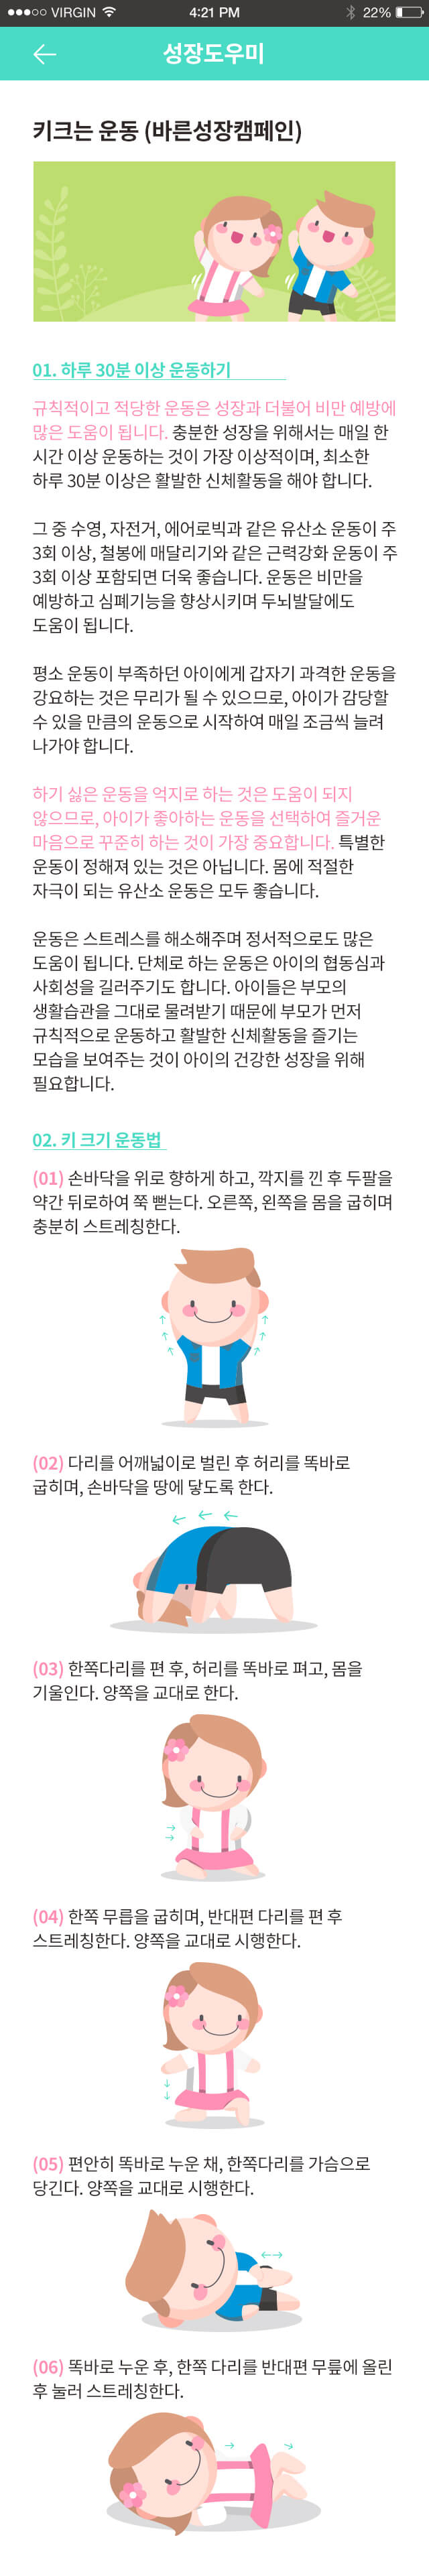 VIRGIN 4:21 PM 22%
성장도우미
키크는 운동 (바른성장캠페인)
01. 하루 30분 이상 운동하기
규칙적이고 적당한 운동은 성장과 더불어 비만 예방에
많은 도움이 됩니다. 충분한 성장을 위해서는 매일 한
시간 이상 운동하는 것이 가장 이상적이며, 최소한
하루 30분 이상은 활발한 신체활동을 해야 합니다.
그 중 수영, 자전거, 에어로빅과 같은 유산소 운동이 주
3회 이상, 철봉에 매달리기와 같은 근력강화 운동이 주
3회 이상 포함되면 더욱 좋습니다. 운동은 비만을
예방하고 심폐기능을 향상시키며 두뇌발달에도
도움이 됩니다.
평소 운동이 부족하던 아이에게 갑자기 과격한 운동을
강요하는 것은 무리가 될 수 있으므로, 아이가 감당할
수 있을 만큼의 운동으로 시작하여 매일 조금씩 늘려
나가야 합니다.
하기 싫은 운동을 억지로 하는 것은 도움이 되지
않으므로, 아이가 좋아하는 운동을 선택하여 즐거운
마음으로 꾸준히 하는 것이 가장 중요합니다. 특별한
운동이 정해져 있는 것은 아닙니다. 몸에 적절한
자극이 되는 유산소 운동은 모두 좋습니다.
운동은 스트레스를 해소해주며 정서적으로도 많은
도움이 됩니다. 단체로 하는 운동은 아이의 협동심과
사회성을 길러주기도 합니다. 아이들은 부모의
생활습관을 그대로 물려받기 때문에 부모가 먼저
규칙적으로 운동하고 활발한 신체활동을 즐기는
모습을 보여주는 것이 아이의 건강한 성장을 위해
필요합니다.
02. 키 크기 운동법
(01) 손바닥을 위로 향하게 하고, 깍지를 낀 후 두팔을
약간 뒤로하여 쭉 뻗는다. 오른쪽, 왼쪽을 몸을 굽히며
충분히 스트레칭한다.
(02) 다리를 어깨넓이로 벌린 후 허리를 똑바로
굽히며, 손바닥을 땅에 닿도록 한다.
(03) 한쪽다리를 편 후, 허리를 똑바로 펴고, 몸을
기울인다. 양쪽을 교대로 한다.
(04) 한쪽 무릅을 굽히며, 반대편 다리를 편 후
스트레칭한다. 양쪽을 교대로 시행한다.
(05) 편안히 똑바로 누운 채, 한쪽다리를 가슴으로
당긴다. 양쪽을 교대로 시행한다.
(06) 똑바로 누운 후, 한쪽 다리를 반대편 무릎에 올린
후 눌러 스트레칭한다.